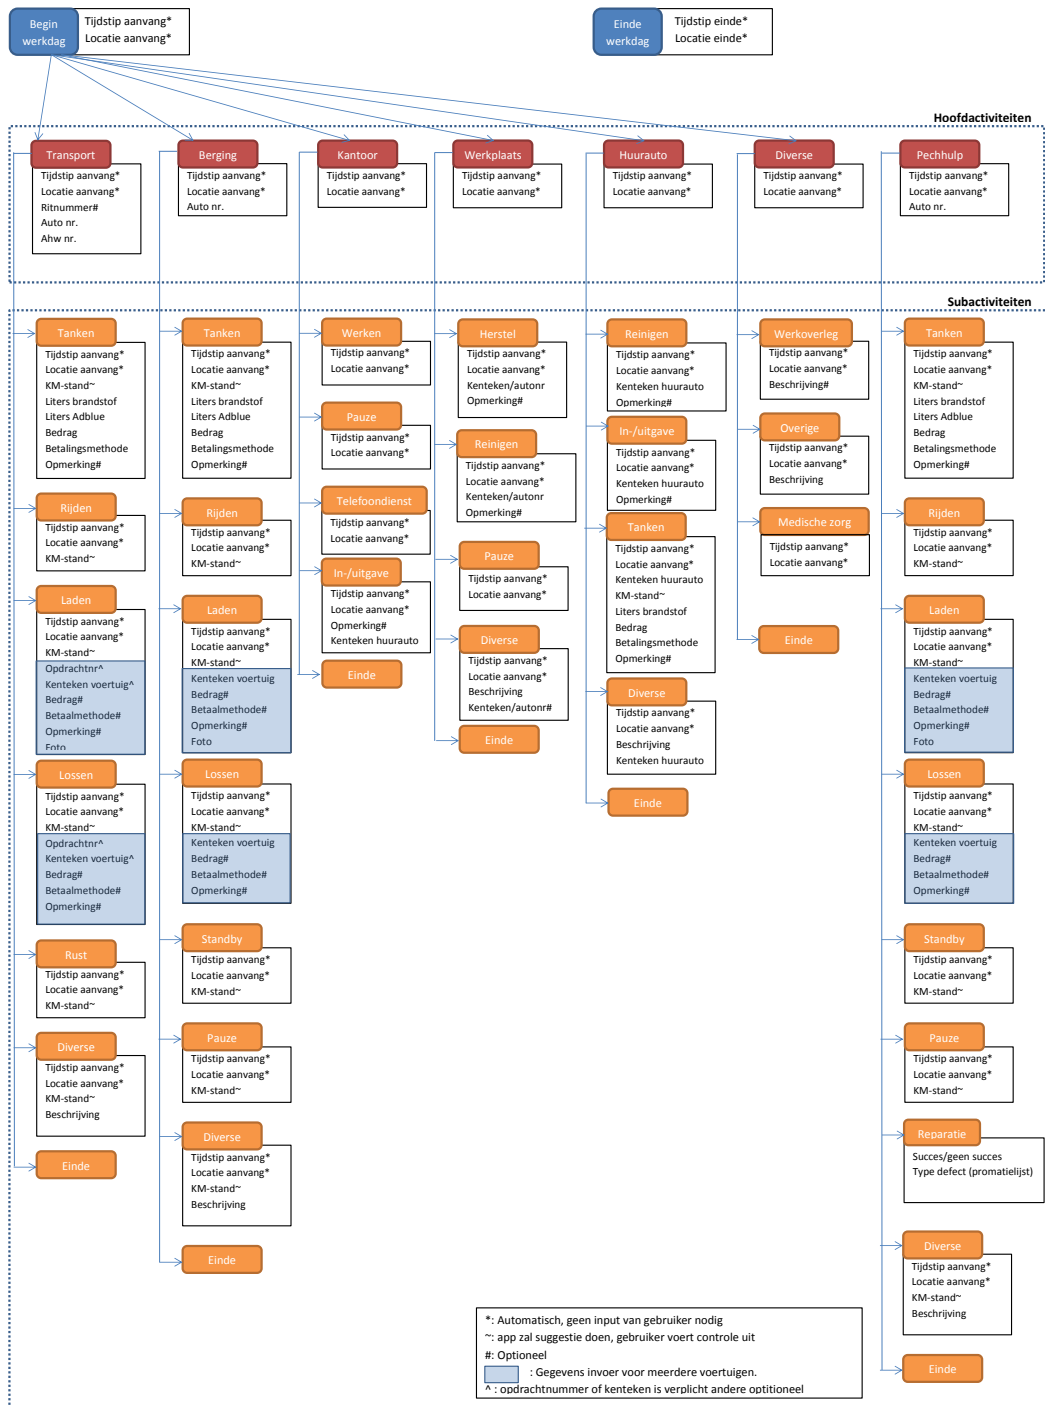 Begin
werkdag
Tijdstip aanvang*
Locatie aanvang*
Einde
werkdag
Tijdstip einde*
Locatie einde*
Hoofdactiviteiten
Transport
Tijdstip aanvang*
Locatie aanvang*
Ritnummer#
Auto nr.
Ahw nr.
Berging
Tijdstip aanvang*
Locatie aanvang*
Auto nr.
Kantoor
Tijdstip aanvang*
Locatie aanvang*
Werkplaats
Tijdstip aanvang*
Locatie aanvang*
Huurauto
Tijdstip aanvang*
Locatie aanvang*
Diverse
Tijdstip aanvang*
Locatie aanvang*
Pechhulp
Tijdstip aanvang*
Locatie aanvang*
Auto nr.
Subactiviteiten
Tanken
Tijdstip aanvang*
Locatie aanvang*
KM-stand~
Liters brandstof
Liters Adblue
Bedrag
Betalingsmethode
Opmerking#
Rijden
Tijdstip aanvang*
Locatie aanvang*
KM-stand~
Laden
Tijdstip aanvang*
Locatie aanvang*
KM-stand~
Opdrachtnr^
Kenteken voertuig^
Bedrag#
Betaalmethode#
Opmerking#
Foto
Lossen
Tijdstip aanvang*
Locatie aanvang*
KM-stand~
Opdrachtnr^
Kenteken voertuig^
Bedrag#
Betaalmethode#
Opmerking#
Rust
Tijdstip aanvang*
Locatie aanvang*
KM-stand~
Diverse
Tijdstip aanvang*
Locatie aanvang*
KM-stand~
Beschrijving
Einde
Tanken
Tijdstip aanvang*
Locatie aanvang*
KM-stand~
Liters brandstof
Liters Adblue
Bedrag
Betalingsmethode
Opmerking#
Rijden
Tijdstip aanvang*
Locatie aanvang*
KM-stand~
Laden
Tijdstip aanvang*
Locatie aanvang*
KM-stand~
Kenteken voertuig
Bedrag#
Betaalmethode#
Opmerking#
Foto
Lossen
Tijdstip aanvang*
Locatie aanvang*
KM-stand~
Kenteken voertuig
Bedrag#
Betaalmethode#
Opmerking#
Standby
Tijdstip aanvang*
Locatie aanvang*
KM-stand~
Pauze
Tijdstip aanvang*
Locatie aanvang*
KM-stand~
Diverse
Tijdstip aanvang*
Locatie aanvang*
KM-stand~
Beschrijving
Einde
Werken
Tijdstip aanvang*
Locatie aanvang*
Pauze
Tijdstip aanvang*
Locatie aanvang*
Telefoondienst
Tijdstip aanvang*
Locatie aanvang*
In-/uitgave
Tijdstip aanvang*
Locatie aanvang*
Opmerking#
Kenteken huurauto
Einde
Herstel
Tijdstip aanvang*
Locatie aanvang*
Kenteken/autonr
Opmerking#
Reinigen
Tijdstip aanvang*
Locatie aanvang*
Kenteken/autonr
Opmerking#
Pauze
Tijdstip aanvang*
Locatie aanvang*
Diverse
Tijdstip aanvang*
Locatie aanvang*
Beschrijving
Kenteken/autonr#
Einde
Reinigen
Tijdstip aanvang*
Locatie aanvang*
Kenteken huurauto
Opmerking#
In-/uitgave
Tijdstip aanvang*
Locatie aanvang*
Kenteken huurauto
Opmerking#
Tanken
Tijdstip aanvang*
Locatie aanvang*
Kenteken huurauto
KM-stand~
Liters brandstof
Bedrag
Betalingsmethode
Opmerking#
Diverse
Tijdstip aanvang*
Locatie aanvang*
Beschrijving
Kenteken huurauto
Einde
Werkoverleg
Tijdstip aanvang*
Locatie aanvang*
Beschrijving#
Overige
Tijdstip aanvang*
Locatie aanvang*
Beschrijving
Medische zorg
Tijdstip aanvang*
Locatie aanvang*
Einde
Tanken
Tijdstip aanvang*
Locatie aanvang*
KM-stand~
Liters brandstof
Liters Adblue
Bedrag
Betalingsmethode
Opmerking#
Rijden
Tijdstip aanvang*
Locatie aanvang*
KM-stand~
Laden
Tijdstip aanvang*
Locatie aanvang*
KM-stand~
Kenteken voertuig
Bedrag#
Betaalmethode#
Opmerking#
Foto
Lossen
Tijdstip aanvang*
Locatie aanvang*
KM-stand~
Kenteken voertuig
Bedrag#
Betaalmethode#
Opmerking#
Standby
Tijdstip aanvang*
Locatie aanvang*
KM-stand~
Pauze
Tijdstip aanvang*
Locatie aanvang*
KM-stand~
Reparatie
Succes/geen succes
Type defect (promatielijst)
Diverse
Tijdstip aanvang*
Locatie aanvang*
KM-stand~
Beschrijving
Einde
*: Automatisch, geen input van gebruiker nodig
~: app zal suggestie doen, gebruiker voert controle uit
#: Optioneel
: Gegevens invoer voor meerdere voertuigen.
^ : opdrachtnummer of kenteken is verplicht andere optitioneel